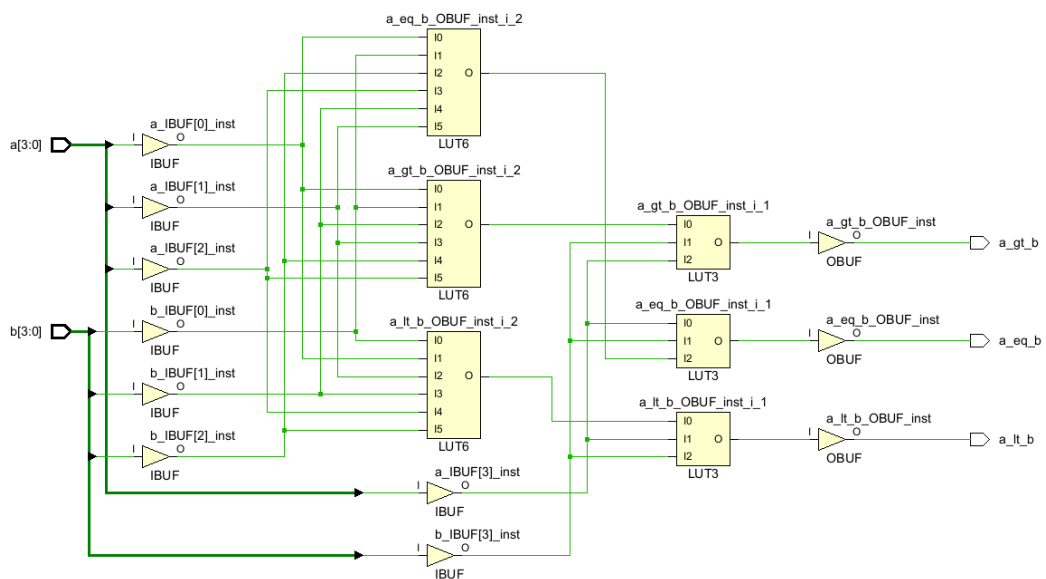 a_eq_b_OBUF_inst_i_2
I0
I1
I2 O
I3
I4
I5
LUT6
a[3:0]
a_IBUF[0]_inst
I O
IBUF
a_IBUF[1]_inst
I O
IBUF
a_IBUF[2]_inst
I O
IBUF
a_gt_b_OBUF_inst_i_2
I0
I1
I2 O
I3
I4
I5
LUT6
b[3:0]
b_IBUF[0]_inst
I O
IBUF
b_IBUF[1]_inst
I O
IBUF
b_IBUF[2]_inst
I O
IBUF
a_lt_b_OBUF_inst_i_2
I0
I1
I2 O
I3
I4
I5
LUT6
a_IBUF[3]_inst
I O
IBUF
b_IBUF[3]_inst
I O
IBUF
a_gt_b_OBUF_inst_i_1
I0
I1 O
I2
LUT3
a_gt_b_OBUF_inst
I O
OBUF
a_gt_b
a_eq_b_OBUF_inst_i_1
I0
I1 O
I2
LUT3
a_eq_b_OBUF_inst
I O
OBUF
a_eq_b
a_lt_b_OBUF_inst_i_1
I0
I1 O
I2
LUT3
a_lt_b_OBUF_inst
I O
OBUF
a_lt_b